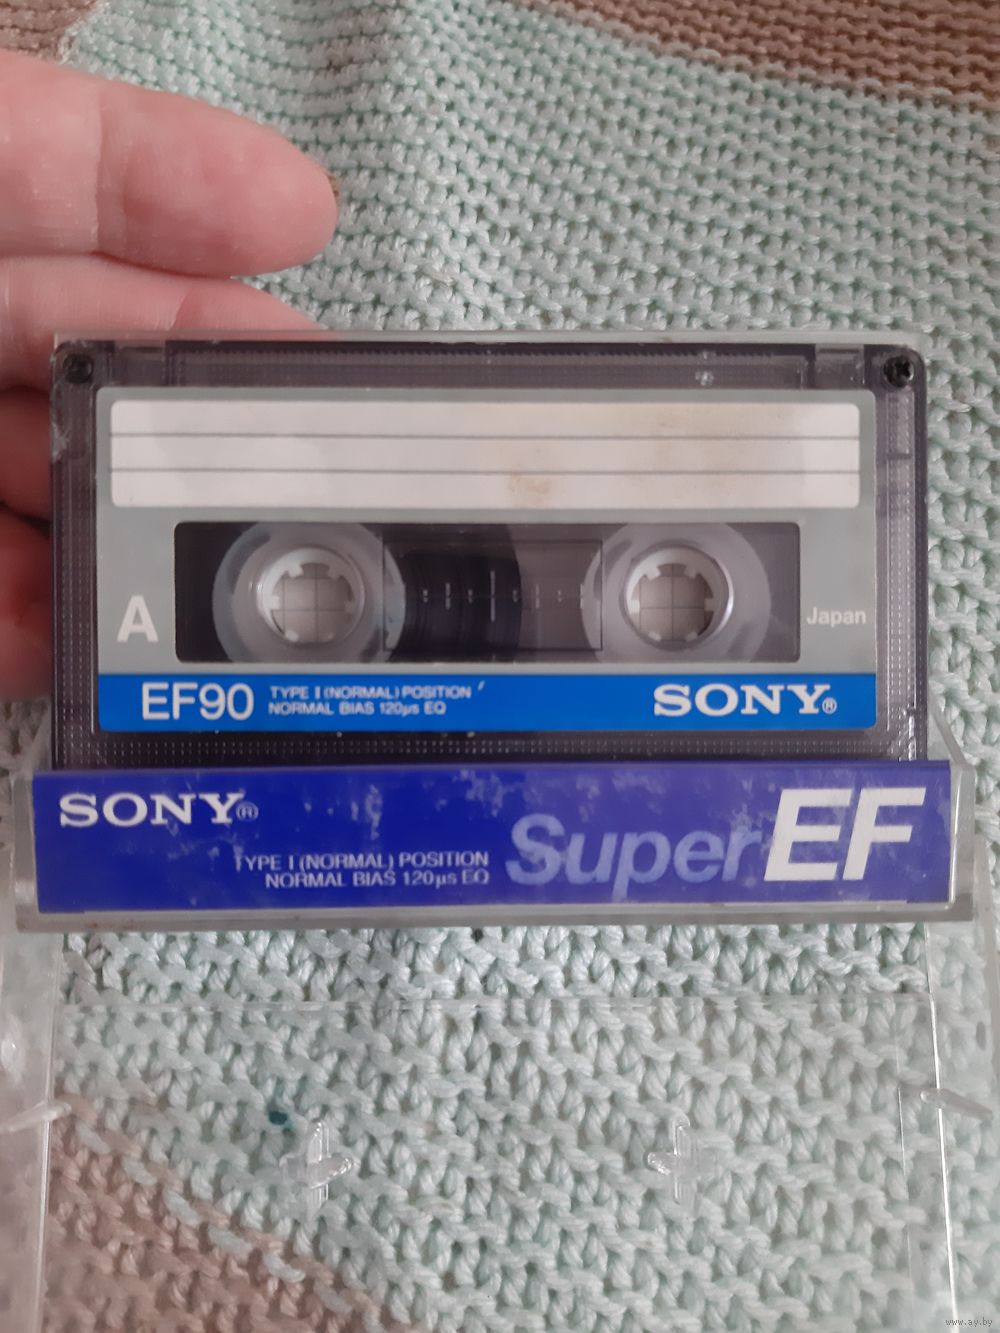 A
Japan
EF90
TYPE I (NORMAL) POSITION
NORMAL BIAS 120µs EQ
SONY®
SONY®
TYPE I (NORMAL) POSITION
NORMAL BIAS 120µs EQ
Super EF
www.ay.by